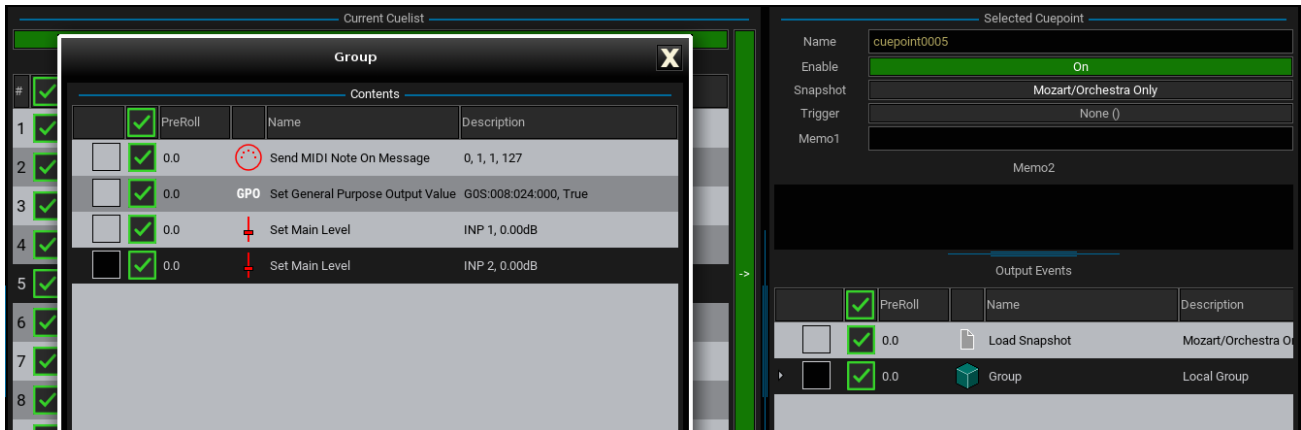 Current Cuelist
#
1
2
3
4
5
6
7
8
->
Group
X
Contents
PreRoll Name Description
0.0 Send MIDI Note On Message 0, 1, 1, 127
0.0 GPO Set General Purpose Output Value G0S:008:024:000, True
0.0 Set Main Level INP 1, 0.00dB
0.0 Set Main Level INP 2, 0.00dB
Selected Cuepoint
Name cuepoint0005
Enable On
Snapshot Mozart/Orchestra Only
Trigger None ()
Memo1
Memo2
Output Events
PreRoll Name Description
0.0 Load Snapshot Mozart/Orchestra O
0.0 Group Local Group